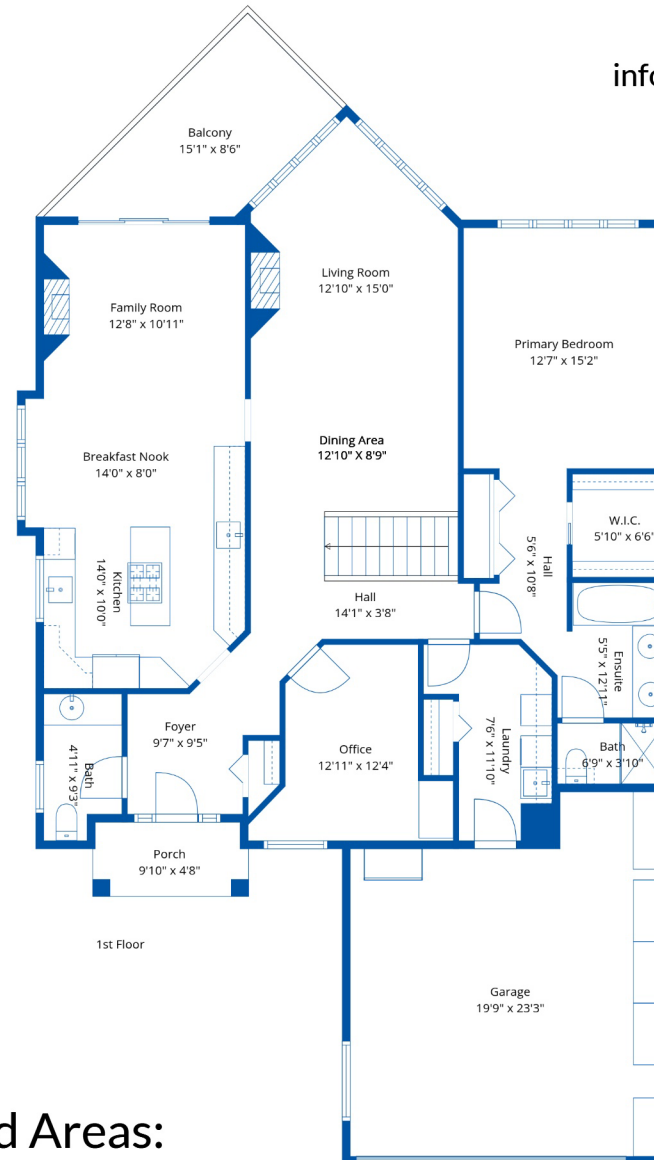 info
Balcony
15'1" x 8'6"
Living Room
12'10" x 15'0"
Family Room
12'8" x 10'11"
Primary Bedroom
12'7" x 15'2"
Dining Area
12'10" X 8'9"
Breakfast Nook
14'0" x 8'0"
W.I.C.
5'10" x 6'6"
Hall
5'6" x 10'8"
Kitchen
14'0" x 10'0"
Hall
14'1" x 3'8"
Ensuite
5'5" x 12'11"
Foyer
9'7" x 9'5"
Office
12'11" x 12'4"
Laundry
7'6" x 11'10"
Bath
6'9" x 3'10"
Bath
4'11" x 9'3"
Porch
9'10" x 4'8"
1st Floor
Garage
19'9" x 23'3"
d Areas: